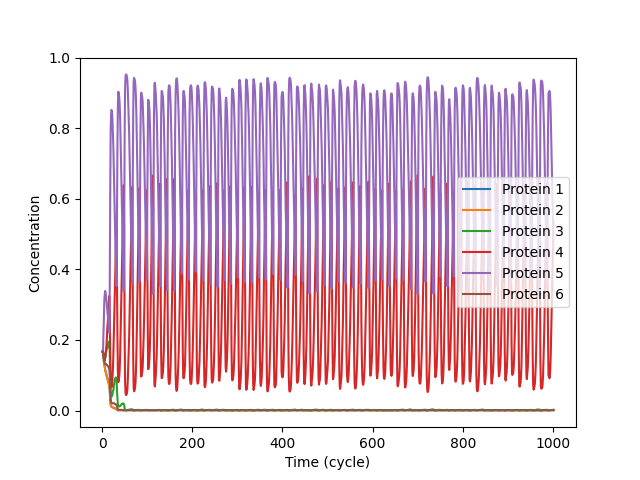 1.0
0.8
0.6
0.4
0.2
0.0
Concentration
0
200
400
600
800
1000
Time (cycle)
Protein 1
Protein 2
Protein 3
Protein 4
Protein 5
Protein 6